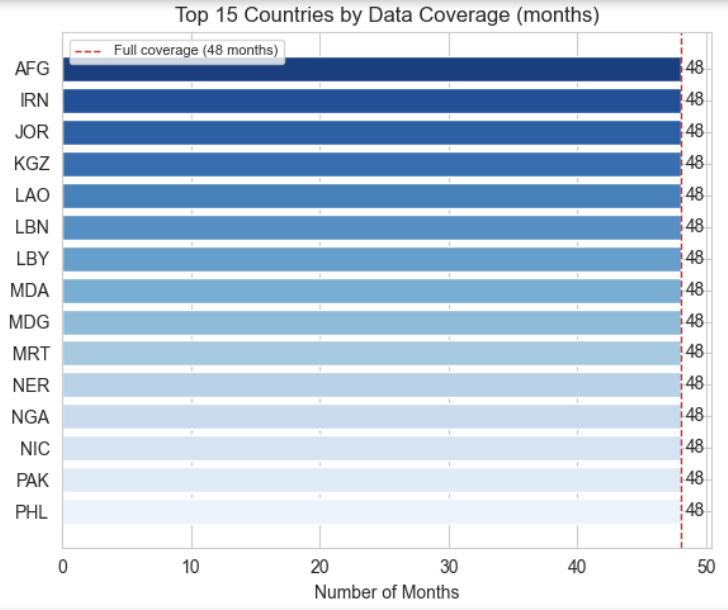 Top 15 Countries by Data Coverage (months)
Full coverage (48 months)
AFG 48
IRN 48
JOR 48
KGZ 48
LAO 48
LBN 48
LBY 48
MDA 48
MDG 48
MRT 48
NER 48
NGA 48
NIC 48
PAK 48
PHL 48
0 10 20 30 40 50
Number of Months